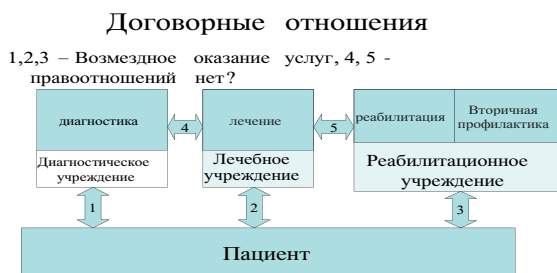 Договорные отношения
1,2,3 – Возмездное оказание услуг, 4, 5 -
правоотношений нет?
диагностика
4
лечение
5
реабилитация
Вторичная
профилактика
Диагностическое
учреждение
Лечебное
учреждение
Реабилитационное
учреждение
1
2
3
Пациент